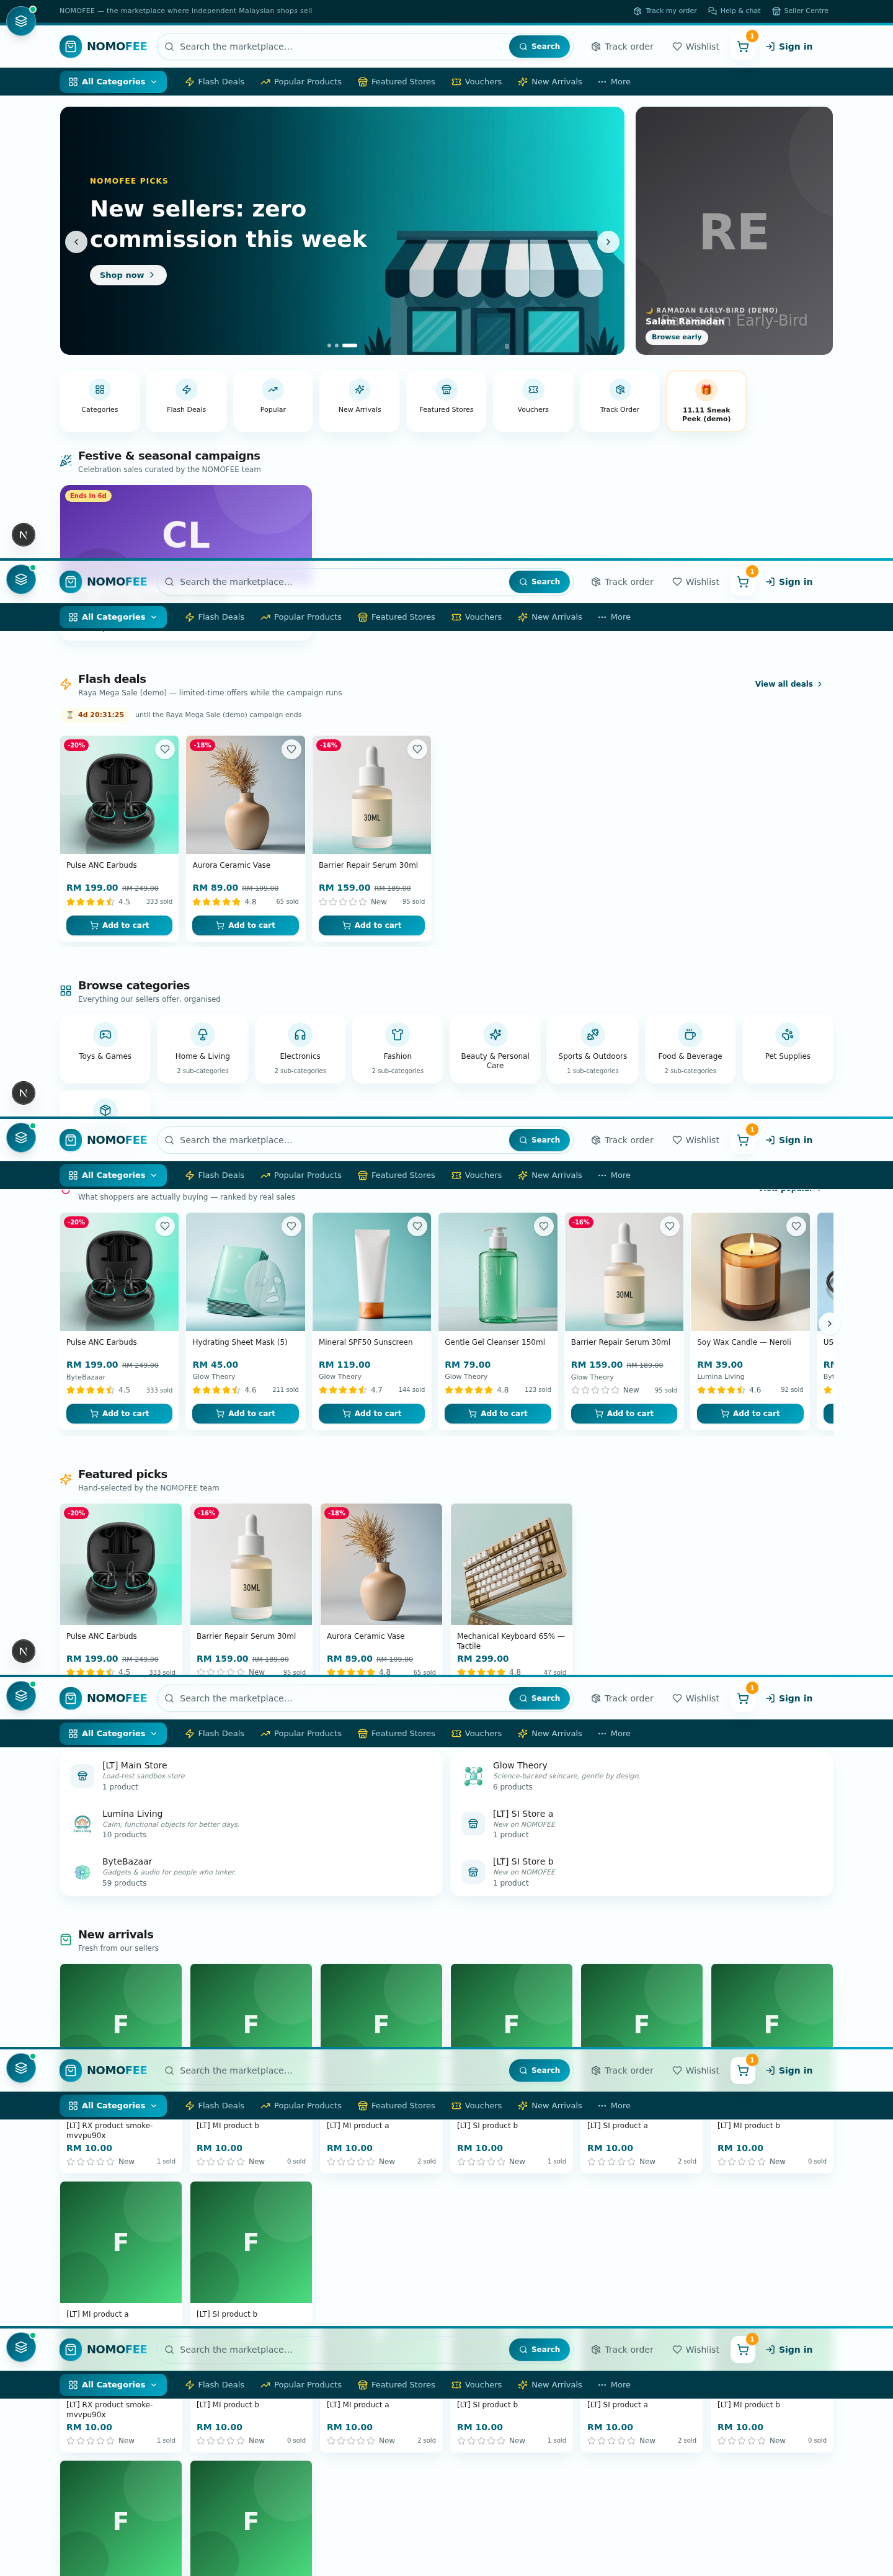 NOMOFEE — the marketplace where independent Malaysian shops sell
Track my order
Help & chat
Seller Centre
NOMOFEE
Search the marketplace...
Search
Track order
Wishlist
1
Sign in
All Categories
Flash Deals
Popular Products
Featured Stores
Vouchers
New Arrivals
More
NOMOFEE PICKS
New sellers: zero
commission this week
Shop now
RE
RAMADAN EARLY-BIRD (DEMO)
Salam Ramadan
Ramadan Early-Bird
Browse early
Categories
Flash Deals
Popular
New Arrivals
Featured Stores
Vouchers
Track Order
11.11 Sneak
Peek (demo)
Festive & seasonal campaigns
Celebration sales curated by the NOMOFEE team
Ends in 6d
CL
N
NOMOFEE
Search the marketplace...
Search
Track order
Wishlist
1
Sign in
All Categories
Flash Deals
Popular Products
Featured Stores
Vouchers
New Arrivals
More
Flash deals
Raya Mega Sale (demo) — limited-time offers while the campaign runs
View all deals
4d 20:31:25
until the Raya Mega Sale (demo) campaign ends
-20%
-18%
-16%
30ML
Pulse ANC Earbuds
Aurora Ceramic Vase
Barrier Repair Serum 30ml
RM 199.00 RM 249.00
RM 89.00 RM 109.00
RM 159.00 RM 189.00
4.5 333 sold
4.8 65 sold
New 95 sold
Add to cart
Add to cart
Add to cart
Browse categories
Everything our sellers offer, organised
Toys & Games
Home & Living
2 sub-categories
Electronics
2 sub-categories
Fashion
2 sub-categories
Beauty & Personal
Care
Sports & Outdoors
1 sub-categories
Food & Beverage
2 sub-categories
Pet Supplies
N
NOMOFEE
Search the marketplace...
Search
Track order
Wishlist
1
Sign in
All Categories
Flash Deals
Popular Products
Featured Stores
Vouchers
New Arrivals
More
What shoppers are actually buying — ranked by real sales
View popular
-20%
-16%
30ML
Pulse ANC Earbuds
Hydrating Sheet Mask (5)
Mineral SPF50 Sunscreen
Gentle Gel Cleanser 150ml
Barrier Repair Serum 30ml
Soy Wax Candle — Neroli
US
RM 199.00 RM 249.00
RM 45.00
RM 119.00
RM 79.00
RM 159.00 RM 189.00
RM 39.00
ByteBazaar
Glow Theory
Glow Theory
Glow Theory
Glow Theory
Lumina Living
Byt
4.5 333 sold
4.6 211 sold
4.7 144 sold
4.8 123 sold
New 95 sold
4.6 92 sold
Add to cart
Add to cart
Add to cart
Add to cart
Add to cart
Add to cart
Featured picks
Hand-selected by the NOMOFEE team
-20%
-16%
-18%
30ML
Pulse ANC Earbuds
Barrier Repair Serum 30ml
Aurora Ceramic Vase
Mechanical Keyboard 65% —
Tactile
RM 199.00 RM 249.00
RM 159.00 RM 189.00
RM 89.00 RM 109.00
RM 299.00
4.5 333 sold
New 95 sold
4.8 65 sold
4.8 47 sold
N
NOMOFEE
Search the marketplace...
Search
Track order
Wishlist
1
Sign in
All Categories
Flash Deals
Popular Products
Featured Stores
Vouchers
New Arrivals
More
[LT] Main Store
Load-test sandbox store
1 product
Glow Theory
Science-backed skincare, gentle by design.
6 products
Lumina Living
Calm, functional objects for better days.
10 products
[LT] SI Store a
New on NOMOFEE
1 product
ByteBazaar
Gadgets & audio for people who tinker.
59 products
[LT] SI Store b
New on NOMOFEE
1 product
New arrivals
Fresh from our sellers
F
F
F
F
F
F
NOMOFEE
Search the marketplace...
Search
Track order
Wishlist
1
Sign in
All Categories
Flash Deals
Popular Products
Featured Stores
Vouchers
New Arrivals
More
[LT] RX product smoke-
mvvpu90x
[LT] MI product b
[LT] MI product a
[LT] SI product b
[LT] SI product a
[LT] MI product b
RM 10.00
RM 10.00
RM 10.00
RM 10.00
RM 10.00
RM 10.00
New 1 sold
New 0 sold
New 2 sold
New 1 sold
New 2 sold
New 0 sold
F
F
[LT] MI product a
[LT] SI product b
NOMOFEE
Search the marketplace...
Search
Track order
Wishlist
1
Sign in
All Categories
Flash Deals
Popular Products
Featured Stores
Vouchers
New Arrivals
More
[LT] RX product smoke-
mvvpu90x
[LT] MI product b
[LT] MI product a
[LT] SI product b
[LT] SI product a
[LT] MI product b
RM 10.00
RM 10.00
RM 10.00
RM 10.00
RM 10.00
RM 10.00
New 1 sold
New 0 sold
New 2 sold
New 1 sold
New 2 sold
New 0 sold
F
F